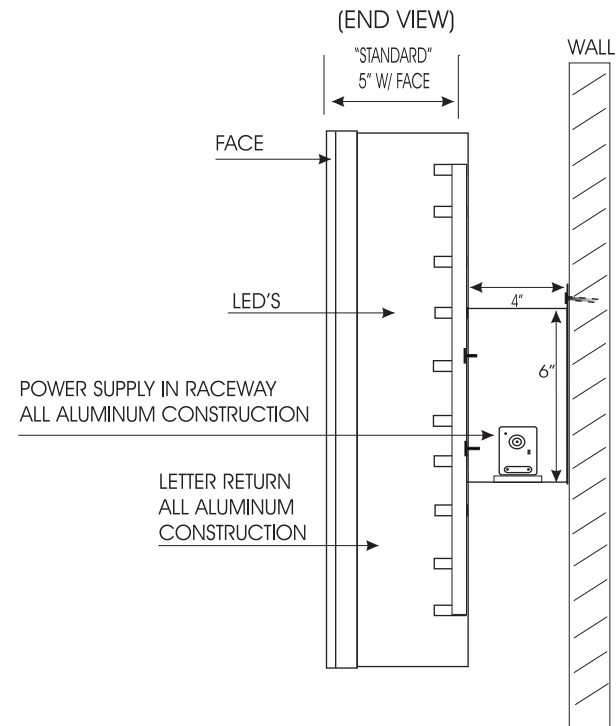 (END VIEW)
"STANDARD"
5" W/ FACE
WALL
FACE
LED'S
4"
6"
POWER SUPPLY IN RACEWAY
ALL ALUMINUM CONSTRUCTION
LETTER RETURN
ALL ALUMINUM
CONSTRUCTION